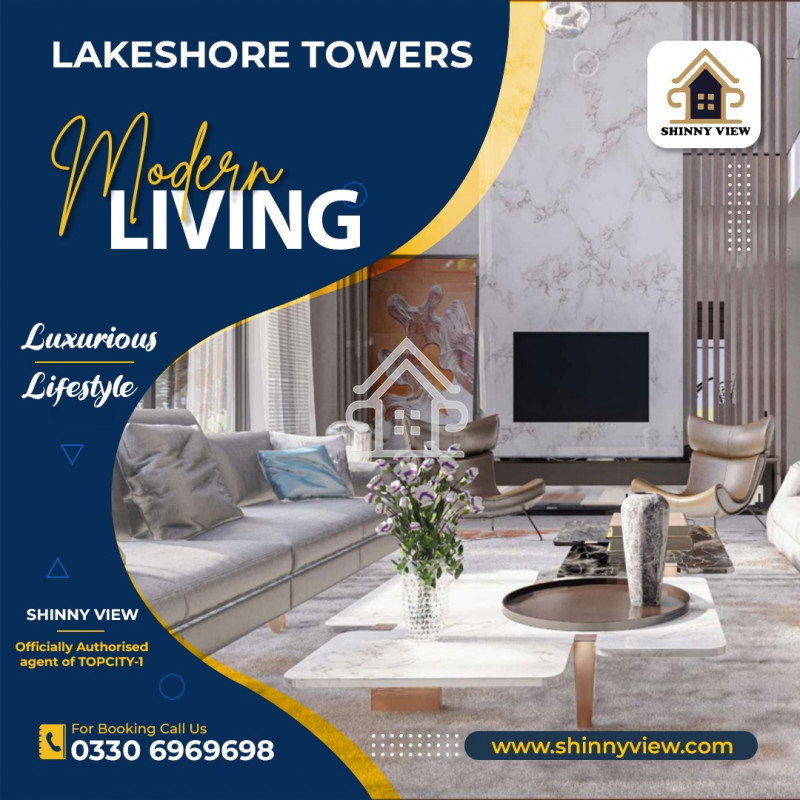 LAKESHORE TOWERS
SHINNY VIEW
Modern
LIVING
Luxurious
Lifestyle
SHINNY VIEW
Officially Authorised
agent of TOPCITY-1
For Booking Call Us
0330 6969698
www.shinnyview.com